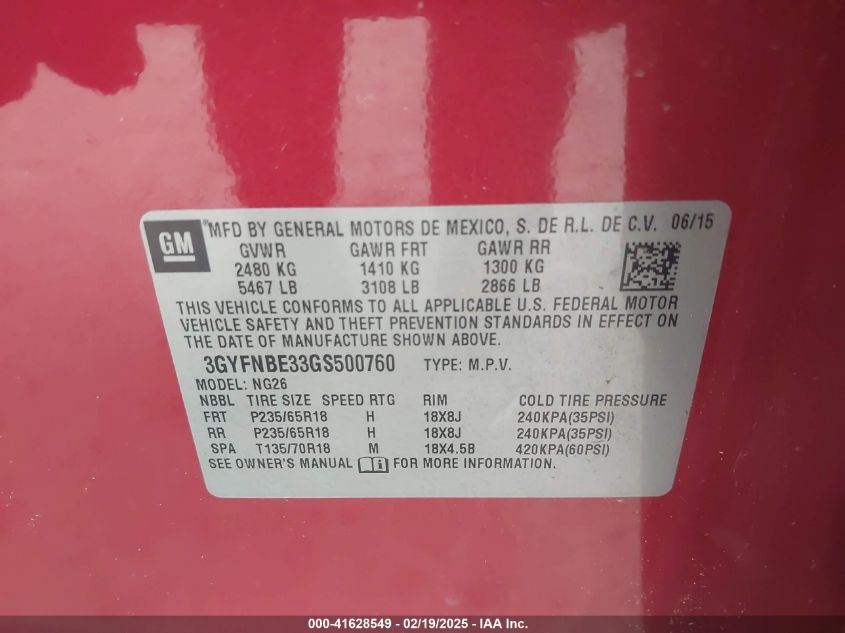 GM
®MFD BY GENERAL MOTORS DE MEXICO, S. DE R.L. DE C.V. 06/15
GVWR GAWR FRT GAWR RR
2480 KG 1410 KG 1300 KG
5467 LB 3108 LB 2866 LB
THIS VEHICLE CONFORMS TO ALL APPLICABLE U.S. FEDERAL MOTOR
VEHICLE SAFETY AND THEFT PREVENTION STANDARDS IN EFFECT ON
THE DATE OF MANUFACTURE SHOWN ABOVE.
3GYFNBE33GS500760 TYPE: M.P.V.
MODEL: NG26
NBBL TIRE SIZE SPEED RTG RIM COLD TIRE PRESSURE
FRT P235/65R18 H 18X8J 240KPA(35PSI)
RR P235/65R18 H 18X8J 240KPA(35PSI)
SPA T135/70R18 M 18X4.5B 420KPA(60PSI)
SEE OWNER'S MANUAL FOR MORE INFORMATION.
000-41628549 - 02/19/2025 - IAA Inc.